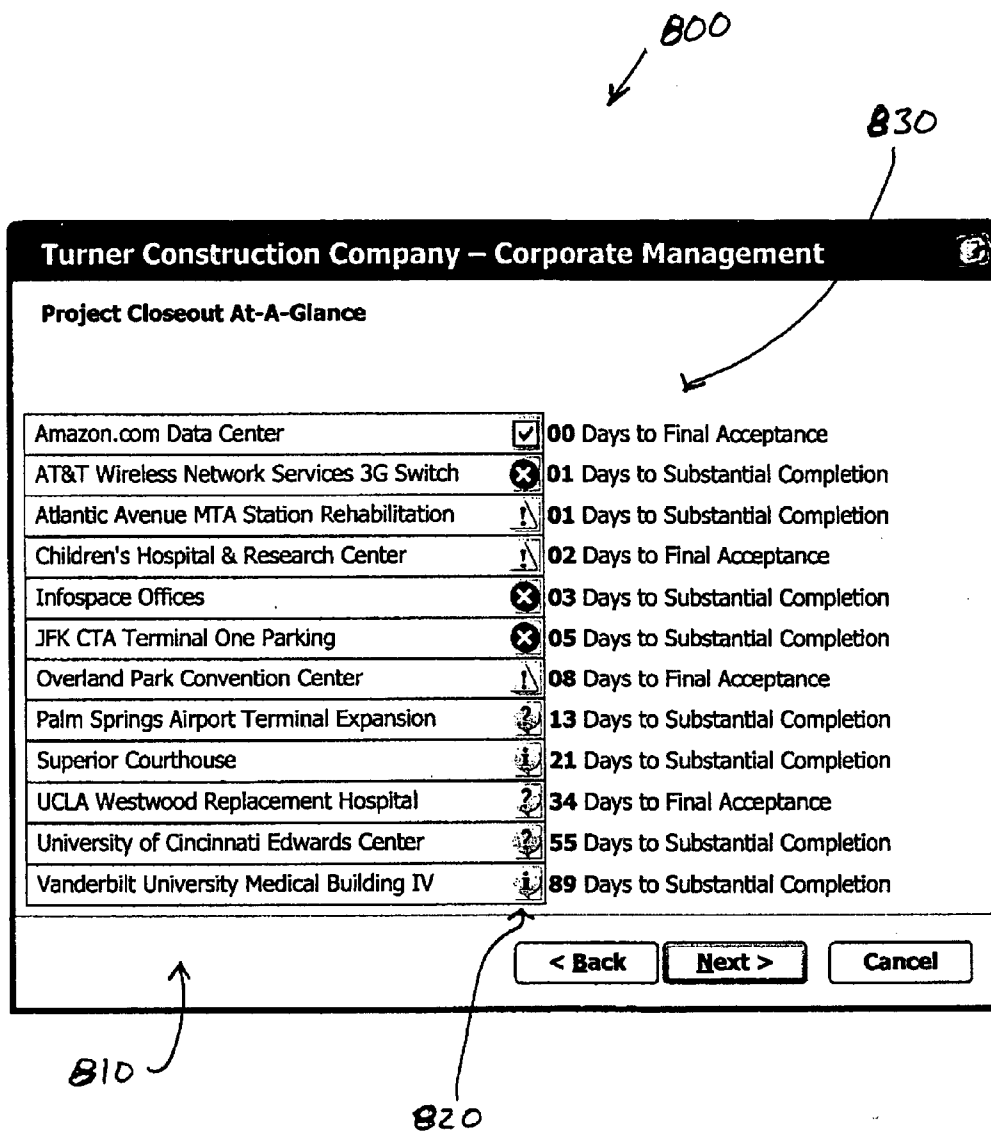 800
830
Turner Construction Company – Corporate Management
Project Closeout At-A-Glance
Amazon.com Data Center 00 Days to Final Acceptance
AT&T Wireless Network Services 3G Switch 01 Days to Substantial Completion
Atlantic Avenue MTA Station Rehabilitation ! 01 Days to Substantial Completion
Children's Hospital & Research Center ! 02 Days to Final Acceptance
Infospace Offices 03 Days to Substantial Completion
JFK CTA Terminal One Parking 05 Days to Substantial Completion
Overland Park Convention Center ! 08 Days to Final Acceptance
Palm Springs Airport Terminal Expansion ? 13 Days to Substantial Completion
Superior Courthouse i 21 Days to Substantial Completion
UCLA Westwood Replacement Hospital ? 34 Days to Final Acceptance
University of Cincinnati Edwards Center ? 55 Days to Substantial Completion
Vanderbilt University Medical Building IV i 89 Days to Substantial Completion
< Back Next > Cancel
810
820